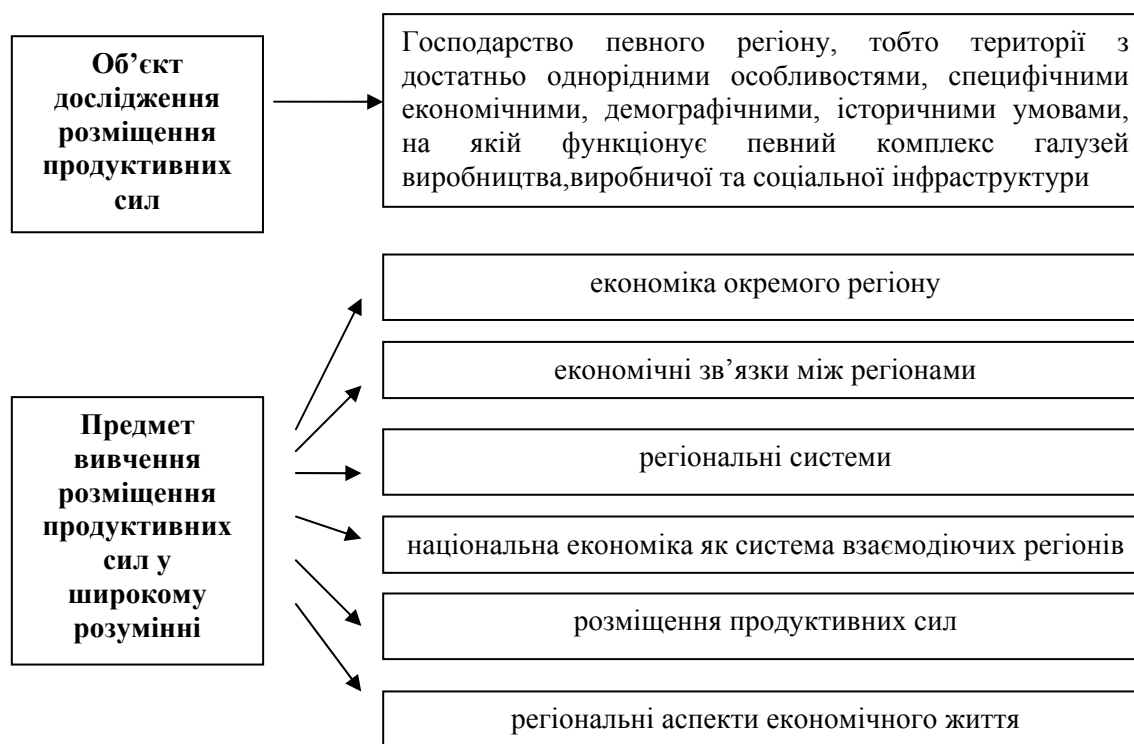 Об’єкт
дослідження
розміщення
продуктивних
сил
Господарство певного регіону, тобто території з
достатньо однорідними особливостями, специфічними
економічними, демографічними, історичними умовами,
на якій функціонує певний комплекс галузей
виробництва,виробничої та соціальної інфраструктури
Предмет
вивчення
розміщення
продуктивних
сил у
широкому
розумінні
економіка окремого регіону
економічні зв’язки між регіонами
регіональні системи
національна економіка як система взаємодіючих регіонів
розміщення продуктивних сил
регіональні аспекти економічного життя